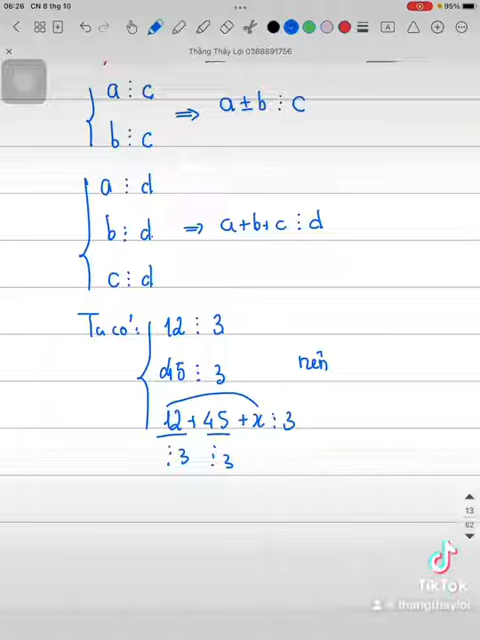 06:26 CN 8 thg 10
95%
Thắng Thầy Lợi 0388891756
a ⋮ c
b ⋮ c
⇒ a ± b ⋮ c
a ⋮ d
b ⋮ d
c ⋮ d
⇒ a + b + c ⋮ d
Ta có:
12 ⋮ 3
45 ⋮ 3
nên
12 + 45 + x ⋮ 3
⋮ 3 ⋮ 3
13
62
TikTok
@thangthayloi